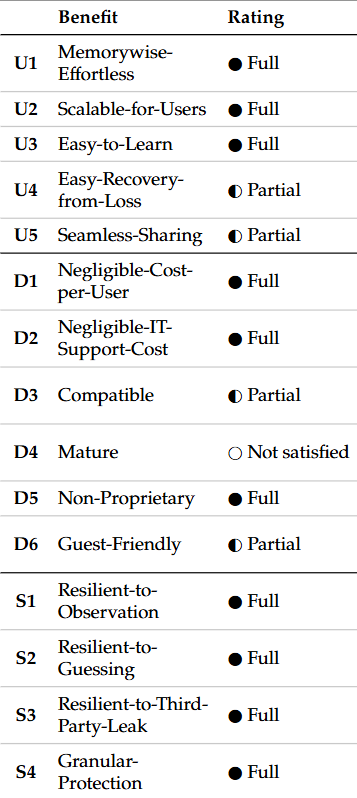 Benefit Rating
U1 Memorywise-
Effortless ● Full
U2 Scalable-for-Users ● Full
U3 Easy-to-Learn ● Full
U4 Easy-Recovery-
from-Loss ◐ Partial
U5 Seamless-Sharing ◐ Partial
D1 Negligible-Cost-
per-User ● Full
D2 Negligible-IT-
Support-Cost ● Full
D3 Compatible ◐ Partial
D4 Mature ○ Not satisfied
D5 Non-Proprietary ● Full
D6 Guest-Friendly ◐ Partial
S1 Resilient-to-
Observation ● Full
S2 Resilient-to-
Guessing ● Full
S3 Resilient-to-Third-
Party-Leak ● Full
S4 Granular-
Protection ● Full